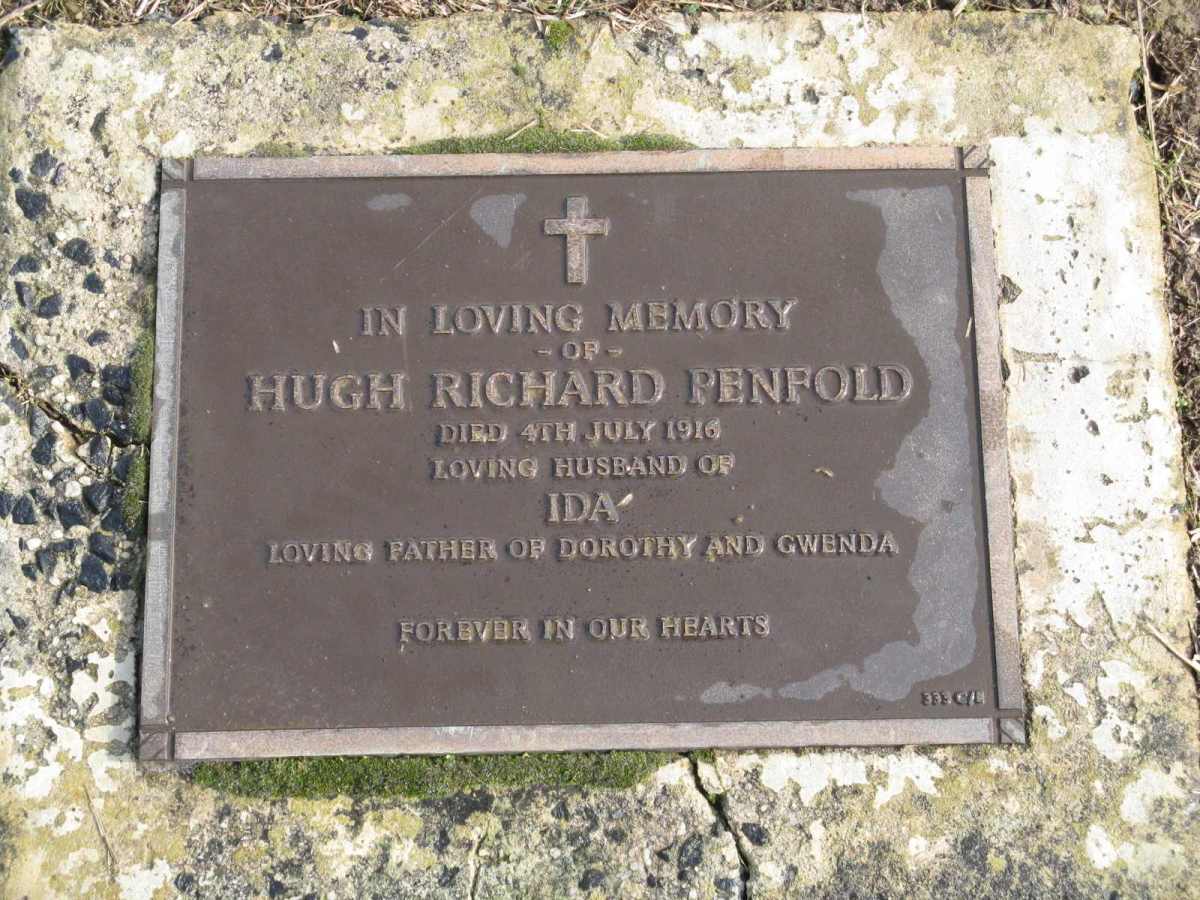 IN LOVING MEMORY
- OF -
HUGH RICHARD PENFOLD
DIED 4TH JULY 1916
LOVING HUSBAND OF
IDA
LOVING FATHER OF DOROTHY AND GWENDA
FOREVER IN OUR HEARTS
333 C/E